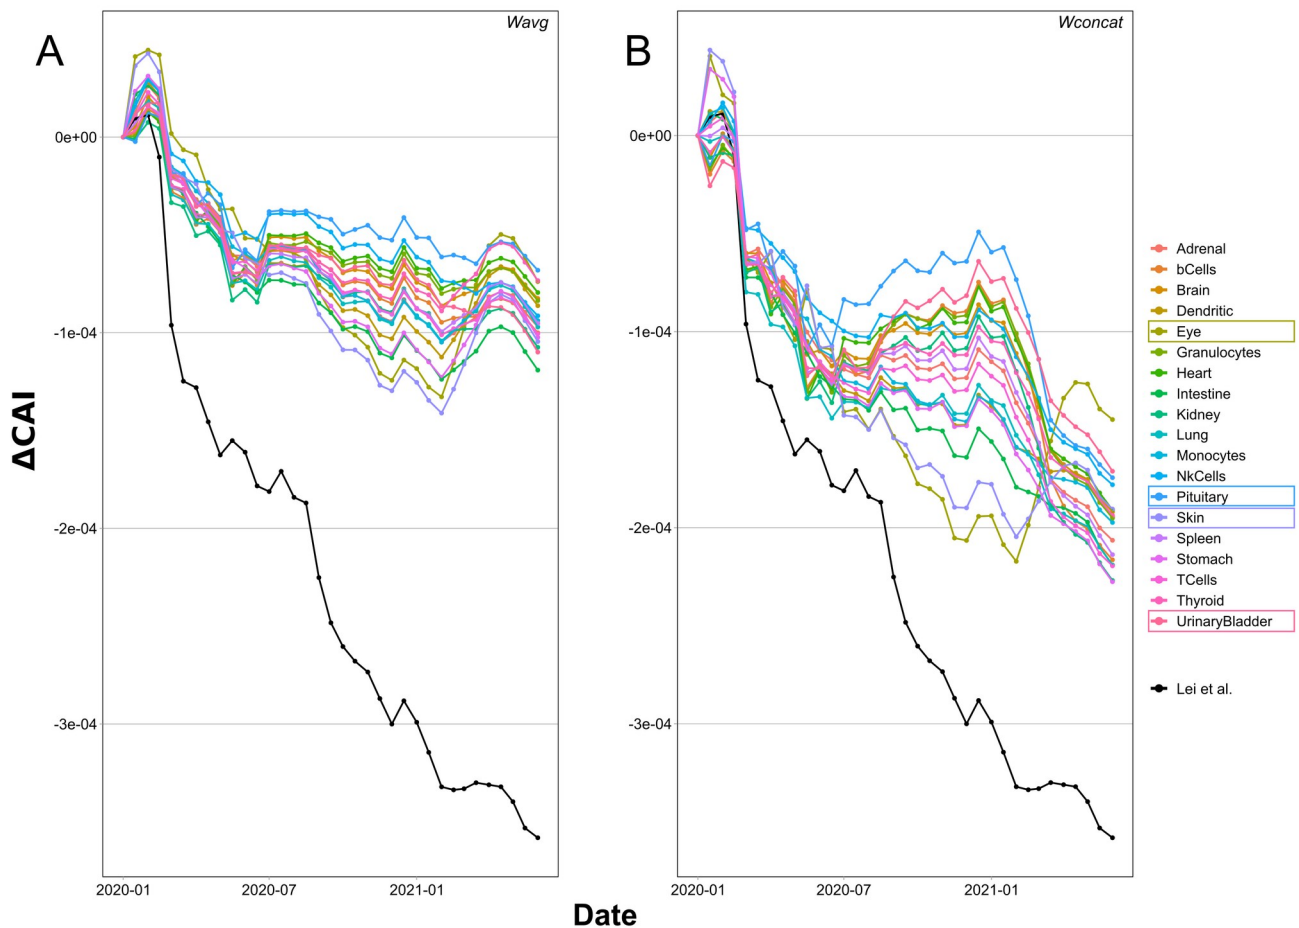 A
Wavg
B
Wconcat
0e+00
-1e-04
-2e-04
-3e-04
0e+00
-1e-04
-2e-04
-3e-04
ΔCAI
2020-01
2020-07
2021-01
2020-01
2020-07
2021-01
Date
Adrenal
bCells
Brain
Dendritic
Eye
Granulocytes
Heart
Intestine
Kidney
Lung
Monocytes
NkCells
Pituitary
Skin
Spleen
Stomach
TCells
Thyroid
UrinaryBladder
Lei et al.